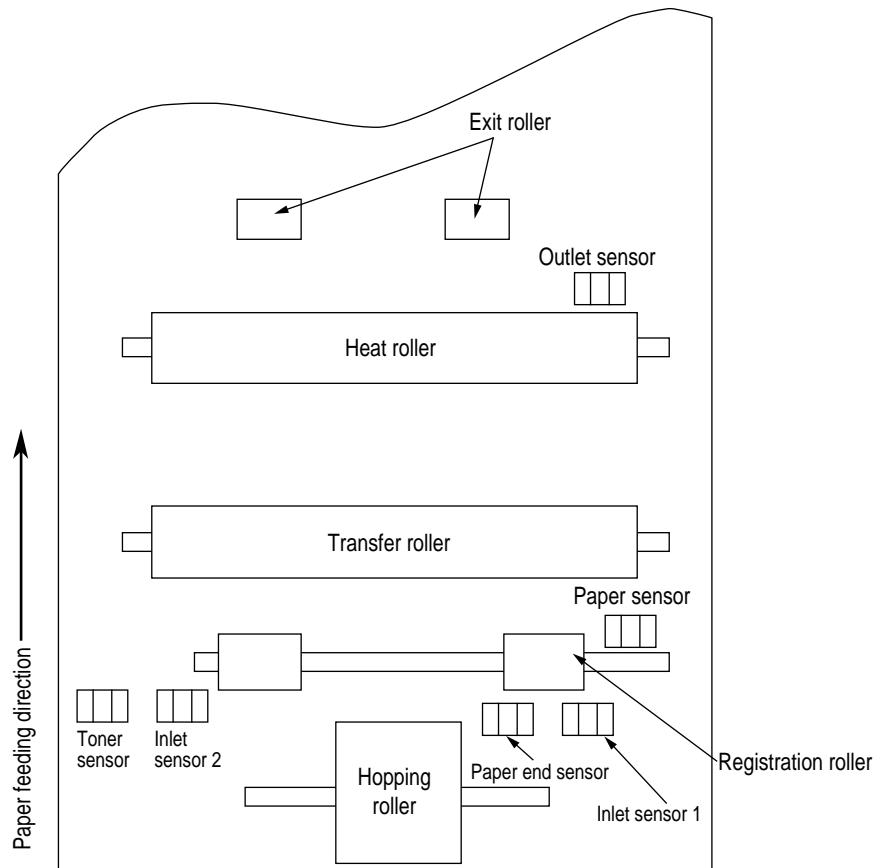 Exit roller
Outlet sensor
Heat roller
Transfer roller
Paper sensor
Paper feeding direction
Toner
sensor
Inlet
sensor 2
Hopping
roller
Paper end sensor
Registration roller
Inlet sensor 1